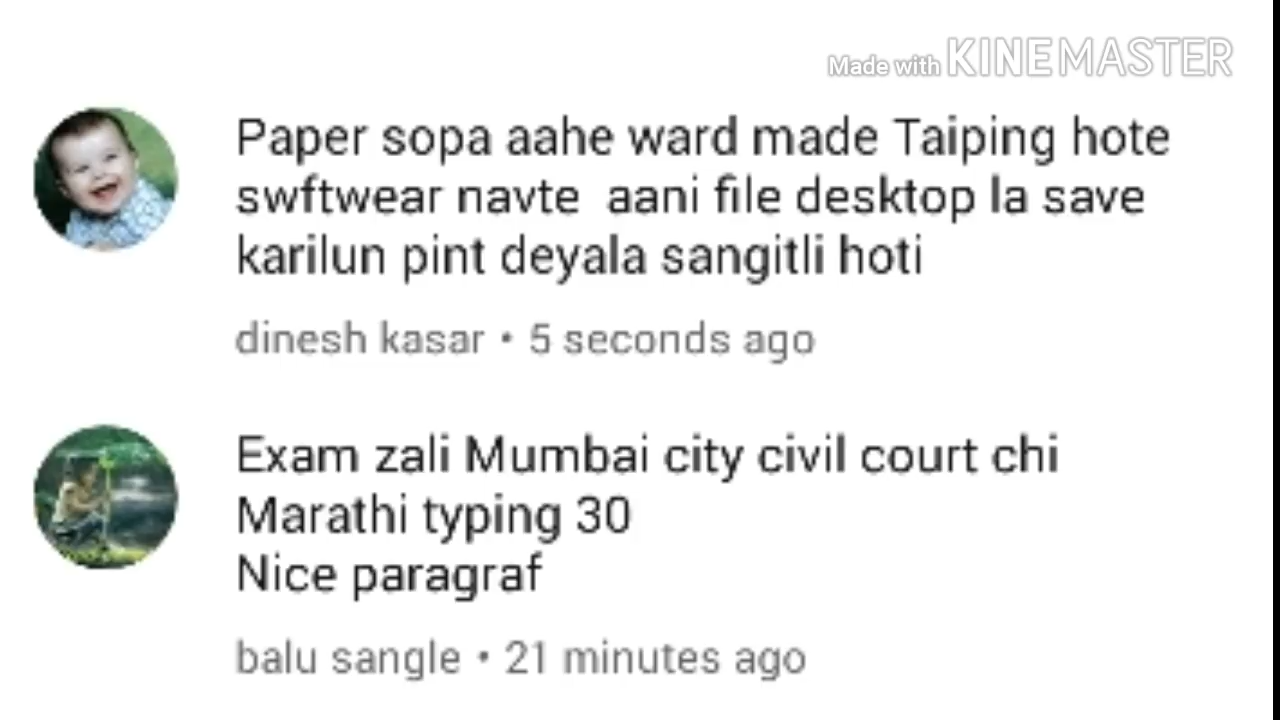 Made with KINEMASTER
Paper sopa aahe ward made Taiping hote
swftwear navte aani file desktop la save
karilun pint deyala sangitli hoti
dinesh kasar • 5 seconds ago
Exam zali Mumbai city civil court chi
Marathi typing 30
Nice paragraf
balu sangle • 21 minutes ago